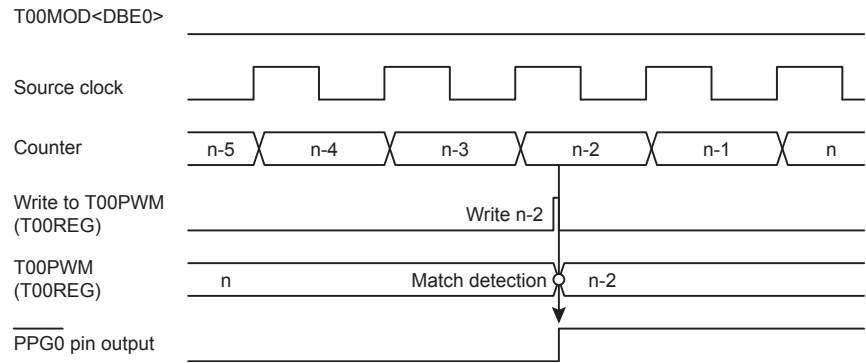 T00MOD<DBE0>
Source clock
Counter n-5 n-4 n-3 n-2 n-1 n
Write to T00PWM
(T00REG)
Write n-2
T00PWM
(T00REG)
n Match detection n-2
PPG0 pin output